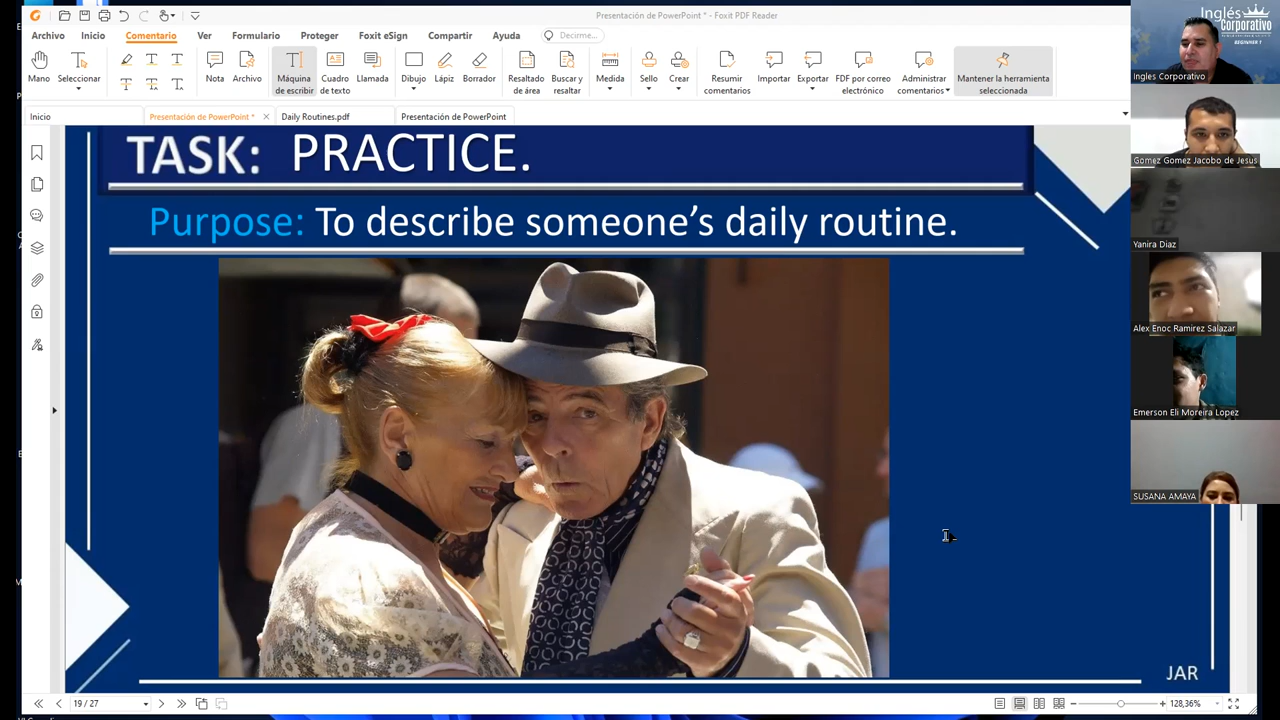 Presentación de PowerPoint * - Foxit PDF Reader
Archivo Inicio Comentario Ver Formulario Proteger Foxit eSign Compartir Ayuda Decirme...
Mano Seleccionar Nota Archivo Máquina de escribir Cuadro de texto Llamada Dibujo Lápiz Borrador Resaltado de área Buscar y resaltar Medida Sello Crear Resumir comentarios Importar Exportar FDF por correo electrónico Administrar comentarios Mantener la herramienta seleccionada
Inicio Presentación de PowerPoint * Daily Routines.pdf Presentación de PowerPoint
TASK: PRACTICE.
Purpose: To describe someone's daily routine.
JAR
19 / 27
128,36%
Inglés
Corporativo
BEGINNER 1
Ingles Corporativo
Gomez Gomez Jacobo de Jesus
Yanira Diaz
Alex Enoc Ramirez Salazar
Emerson Eli Moreira Lopez
SUSANA AMAYA